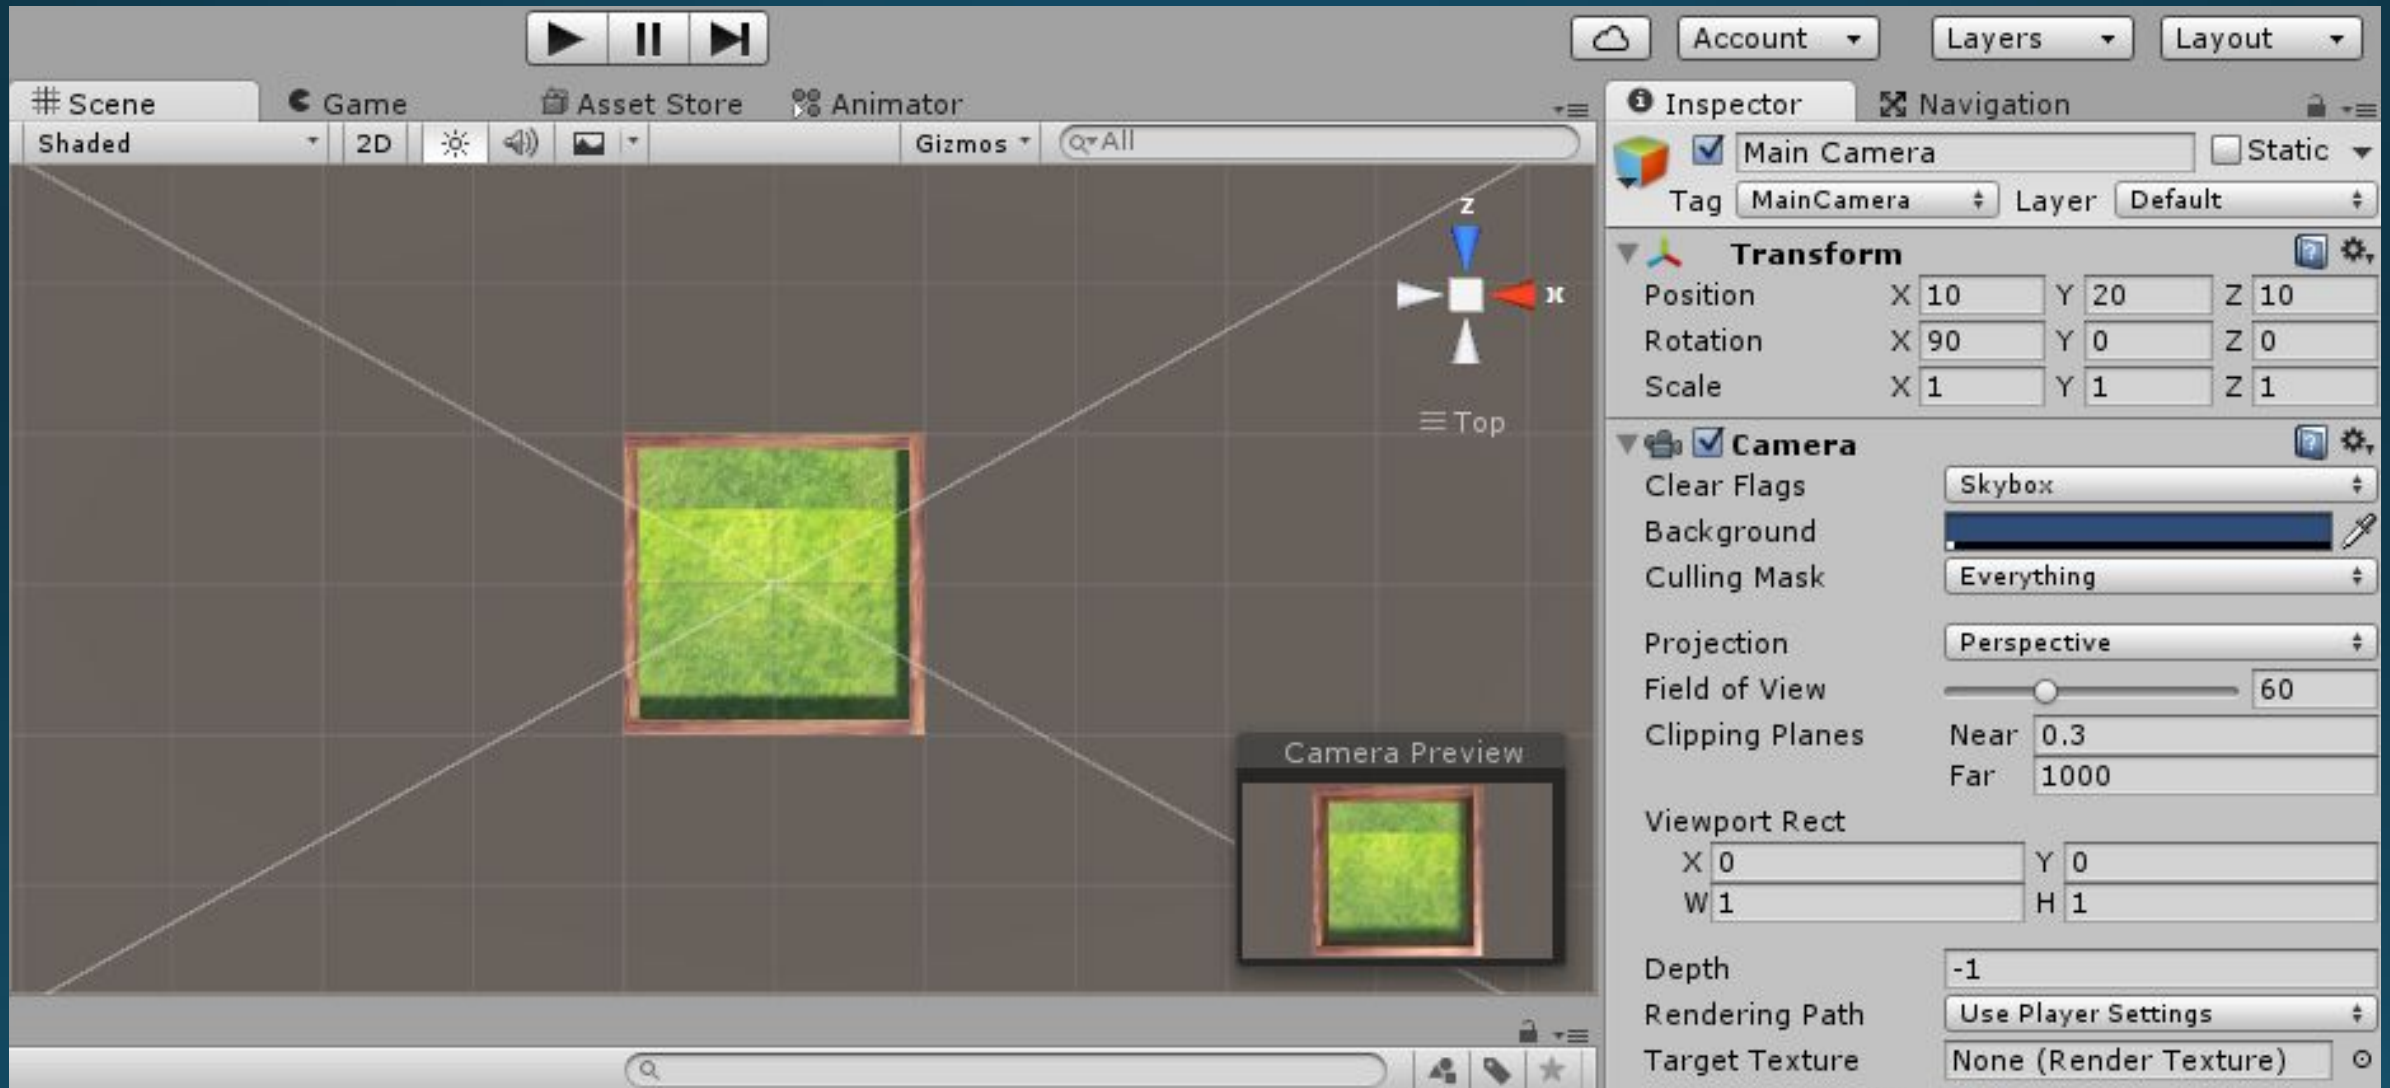 Account Layers Layout
Scene Game Asset Store Animator
Shaded 2D Gizmos All
z
x
Top
Camera Preview
Inspector Navigation
Main Camera Static
Tag MainCamera Layer Default
Transform
Position X 10 Y 20 Z 10
Rotation X 90 Y 0 Z 0
Scale X 1 Y 1 Z 1
Camera
Clear Flags Skybox
Background
Culling Mask Everything
Projection Perspective
Field of View 60
Clipping Planes Near 0.3
Far 1000
Viewport Rect
X 0 Y 0
W 1 H 1
Depth -1
Rendering Path Use Player Settings
Target Texture None (Render Texture)